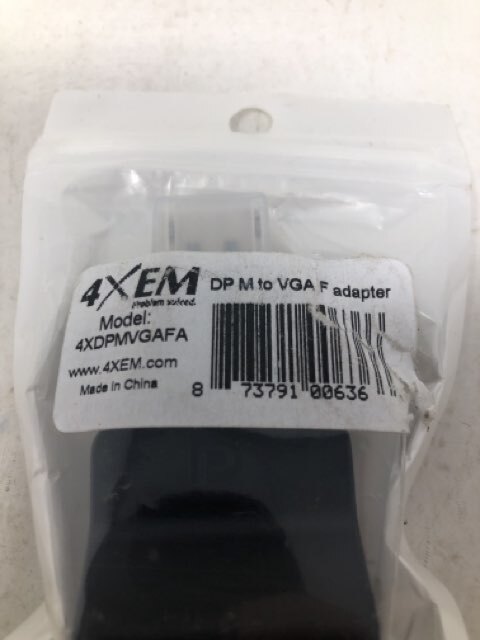 4XEM
problem solved.
DP M to VGA F adapter
Model:
4XDPMVGAFA
www.4XEM.com
Made in China
8 73791 00636